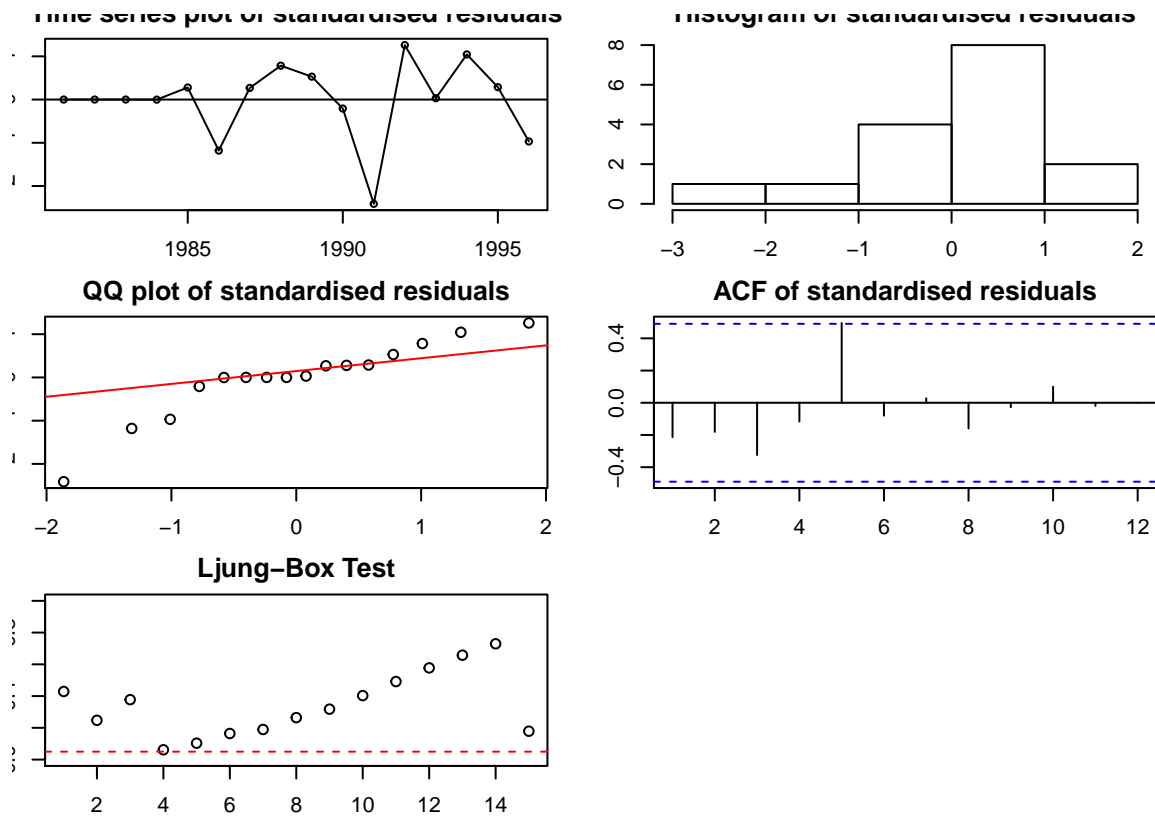 Time series plot of standardised residuals
1985 1990 1995
Histogram of standardised residuals
8
6
4
2
0
−3 −2 −1 0 1 2
QQ plot of standardised residuals
−2 −1 0 1 2
ACF of standardised residuals
0.4
0.0
−0.4
2 4 6 8 10 12
Ljung−Box Test
2 4 6 8 10 12 14